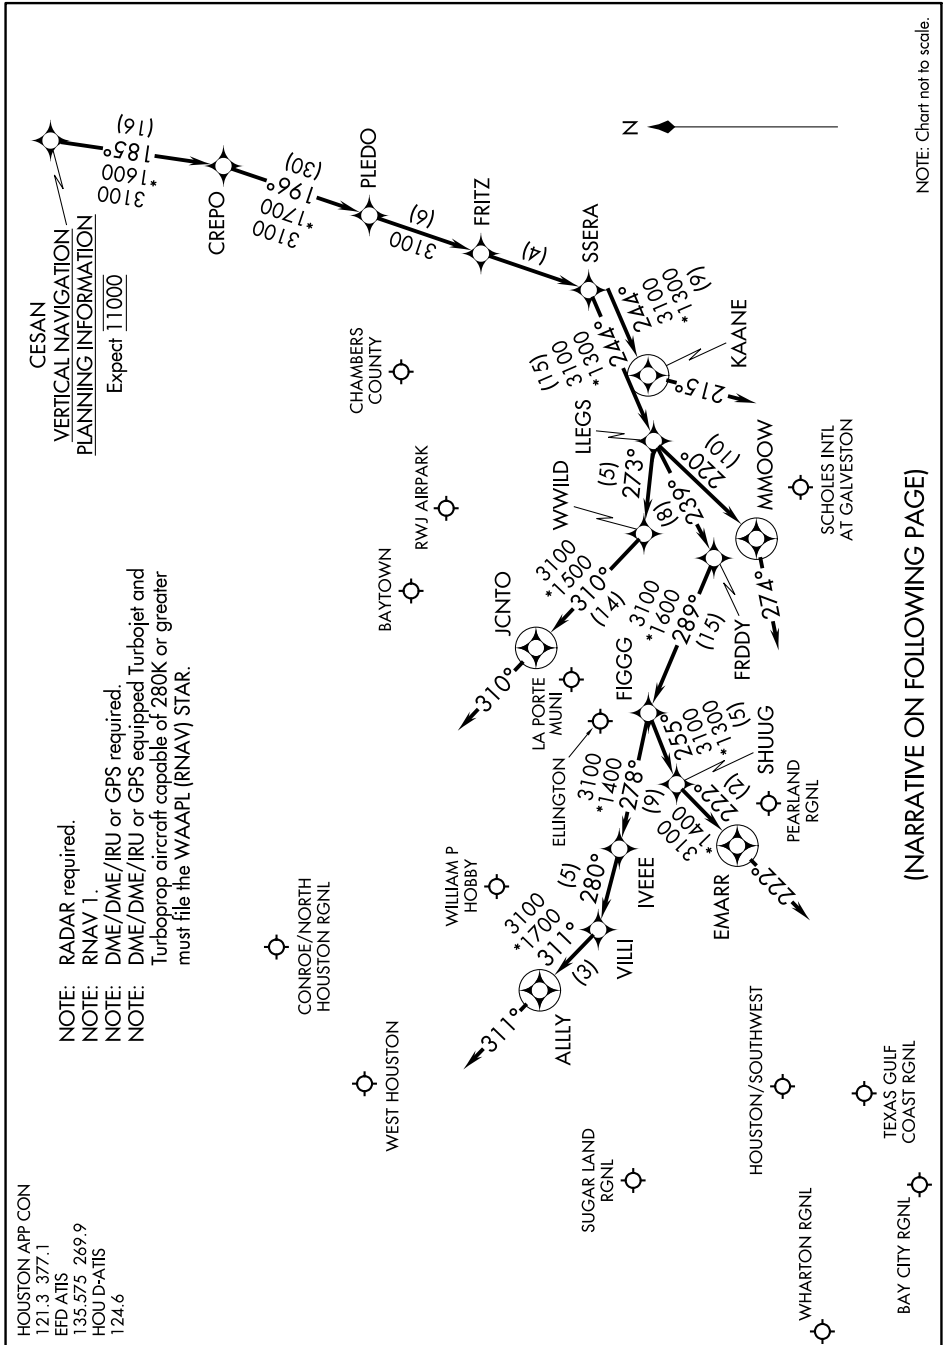 HOUSTON APP CON
121.3 377.1
EFD ATIS
135.575 269.9
HOU D-ATIS
124.6
NOTE: RADAR required.
NOTE: RNAV 1.
NOTE: DME/DME/IRU or GPS required.
NOTE: DME/DME/IRU or GPS equipped Turbojet and
Turboprop aircraft capable of 280K or greater
must file the WAAPL (RNAV) STAR.
CESAN
VERTICAL NAVIGATION
PLANNING INFORMATION
Expect 11000
3100
*1600
185°
(16)
CREPO
3100
*1700
196°
(30)
PLEDO
3100
(6)
FRITZ
(4)
SSERA
244°
3100
*1300
(9)
KAANE
215°
(15)
3100
*1300
244°
LLEGS
(5)
273°
WWILD
3100
*1500
310°
(14)
JCNTO
310°
(8)
239°
FRDDY
220°
(10)
MMOOW
274°
3100
*1600
289°
(15)
FIGGG
255°
3100
*1300
(5)
SHUUG
3100
*1400
222°
(2)
EMARR
222°
3100
*1400
278°
(9)
IVEEE
(5)
280°
VILLI
3100
*1700
311°
(3)
ALLLY
311°
CHAMBERS
COUNTY
RWJ AIRPARK
BAYTOWN
LA PORTE
MUNI
ELLINGTON
WILLIAM P
HOBBY
CONROE/NORTH
HOUSTON RGNL
WEST HOUSTON
SUGAR LAND
RGNL
HOUSTON/SOUTHWEST
PEARLAND
RGNL
SCHOLES INTL
AT GALVESTON
TEXAS GULF
COAST RGNL
WHARTON RGNL
BAY CITY RGNL
N
NOTE: Chart not to scale.
(NARRATIVE ON FOLLOWING PAGE)